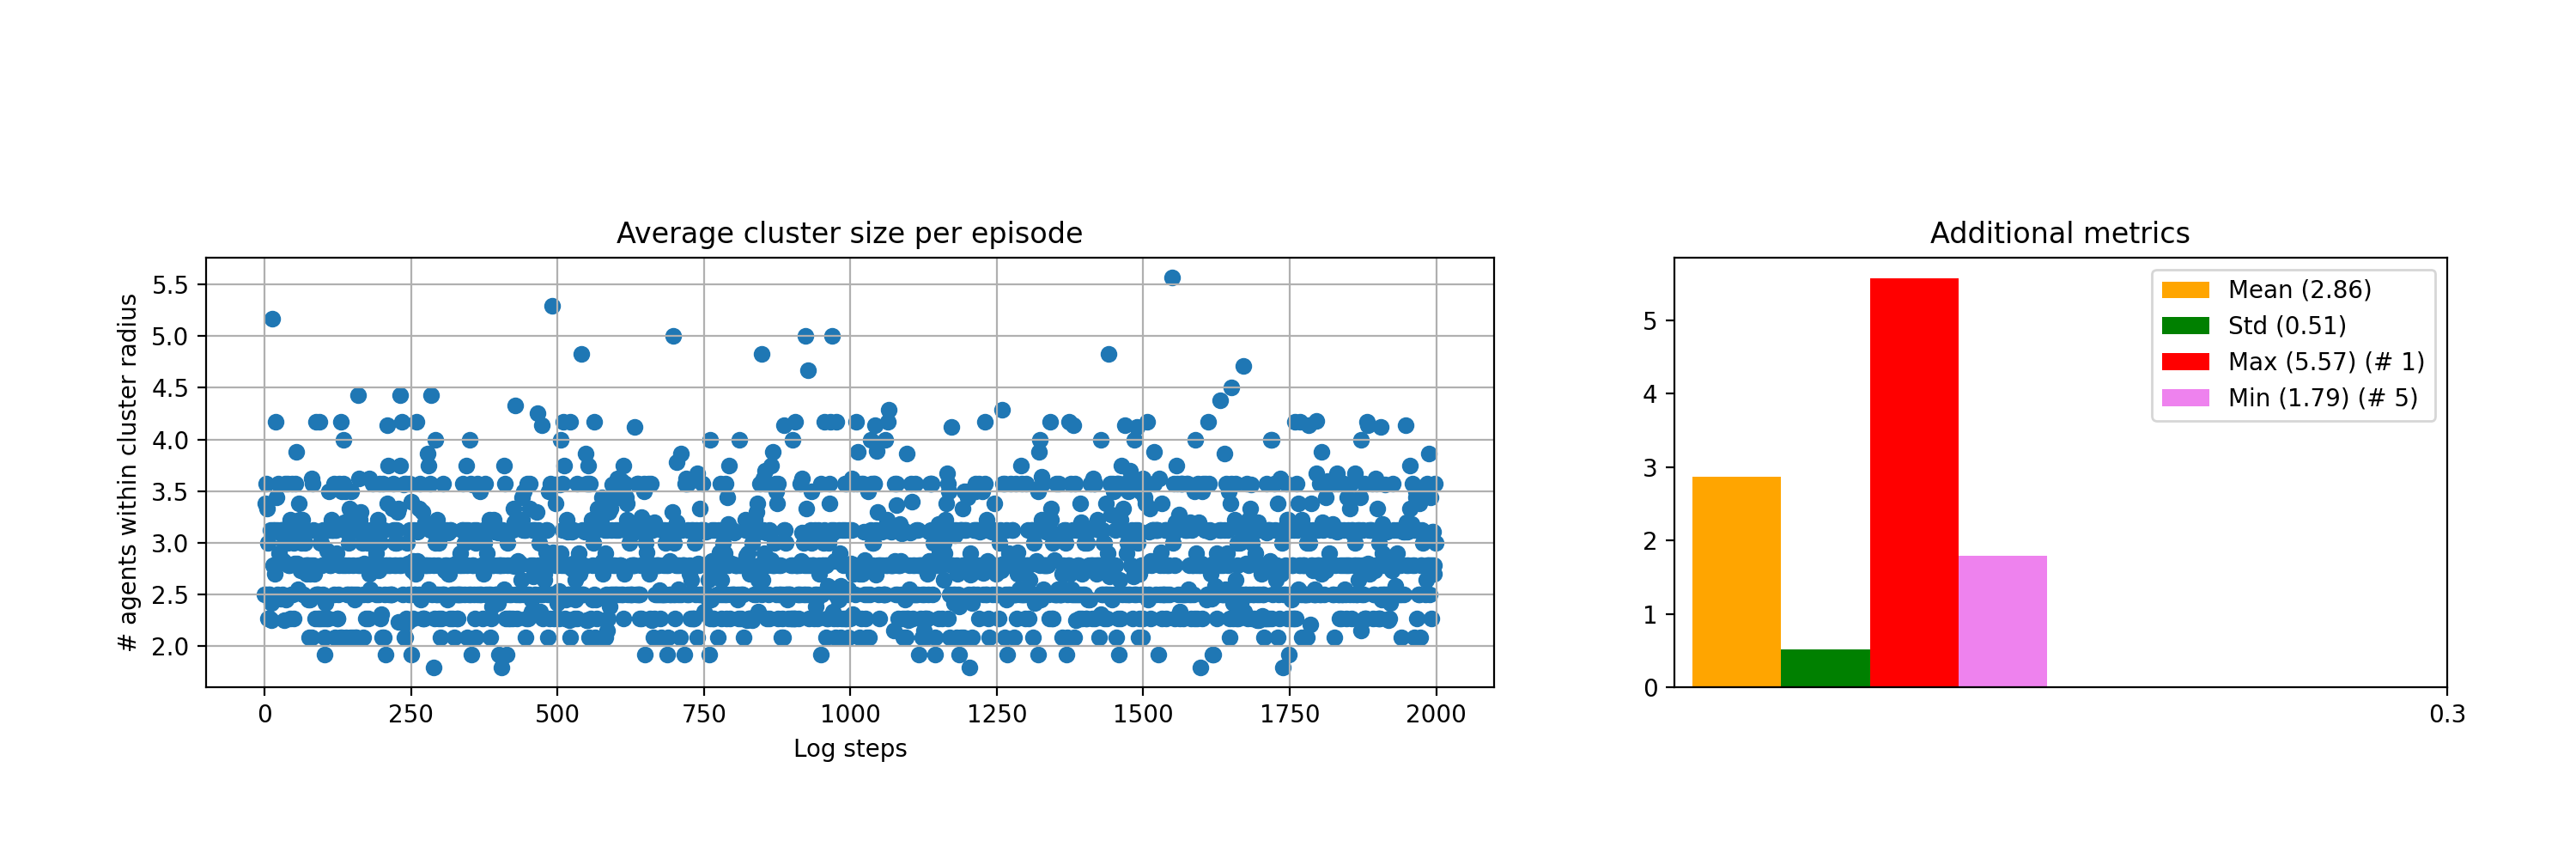 Average cluster size per episode
# agents within cluster radius
5.5
5.0
4.5
4.0
3.5
3.0
2.5
2.0
0 250 500 750 1000 1250 1500 1750 2000
Log steps
Additional metrics
5
4
3
2
1
0
0.3
Mean (2.86)
Std (0.51)
Max (5.57) (# 1)
Min (1.79) (# 5)